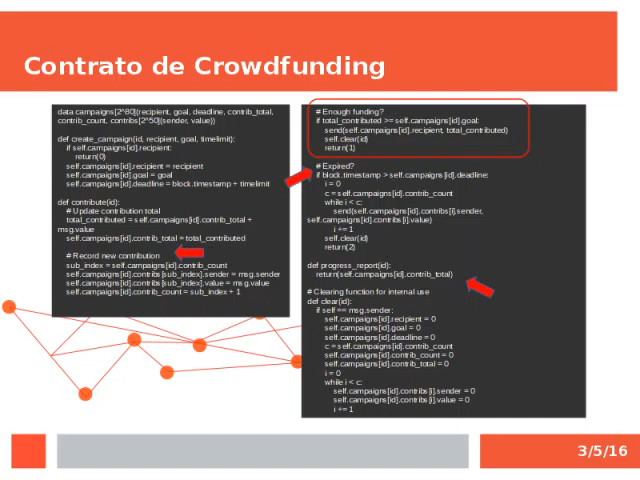 Contrato de Crowdfunding
data campaigns[2^80](recipient, goal, deadline, contrib_total,
contrib_count, contribs[2^50](sender, value))
def create_campaign(id, recipient, goal, timelimit):
if self.campaigns[id].recipient:
return(0)
self.campaigns[id].recipient = recipient
self.campaigns[id].goal = goal
self.campaigns[id].deadline = block.timestamp + timelimit
def contribute(id):
# Update contribution total
total_contributed = self.campaigns[id].contrib_total +
msg.value
self.campaigns[id].contrib_total = total_contributed
# Record new contribution
sub_index = self.campaigns[id].contrib_count
self.campaigns[id].contribs[sub_index].sender = msg.sender
self.campaigns[id].contribs[sub_index].value = msg.value
self.campaigns[id].contrib_count = sub_index + 1
# Enough funding?
if total_contributed >= self.campaigns[id].goal:
send(self.campaigns[id].recipient, total_contributed)
self.clear(id)
return(1)
# Expired?
if block.timestamp > self.campaigns[id].deadline:
i = 0
c = self.campaigns[id].contrib_count
while i < c:
send(self.campaigns[id].contribs[i].sender,
self.campaigns[id].contribs[i].value)
i += 1
self.clear(id)
return(2)
def progress_report(id):
return(self.campaigns[id].contrib_total)
# Clearing function for internal use
def clear(id):
if self == msg.sender:
self.campaigns[id].recipient = 0
self.campaigns[id].goal = 0
self.campaigns[id].deadline = 0
c = self.campaigns[id].contrib_count
self.campaigns[id].contrib_count = 0
self.campaigns[id].contrib_total = 0
i = 0
while i < c:
self.campaigns[id].contribs[i].sender = 0
self.campaigns[id].contribs[i].value = 0
i += 1
3/5/16